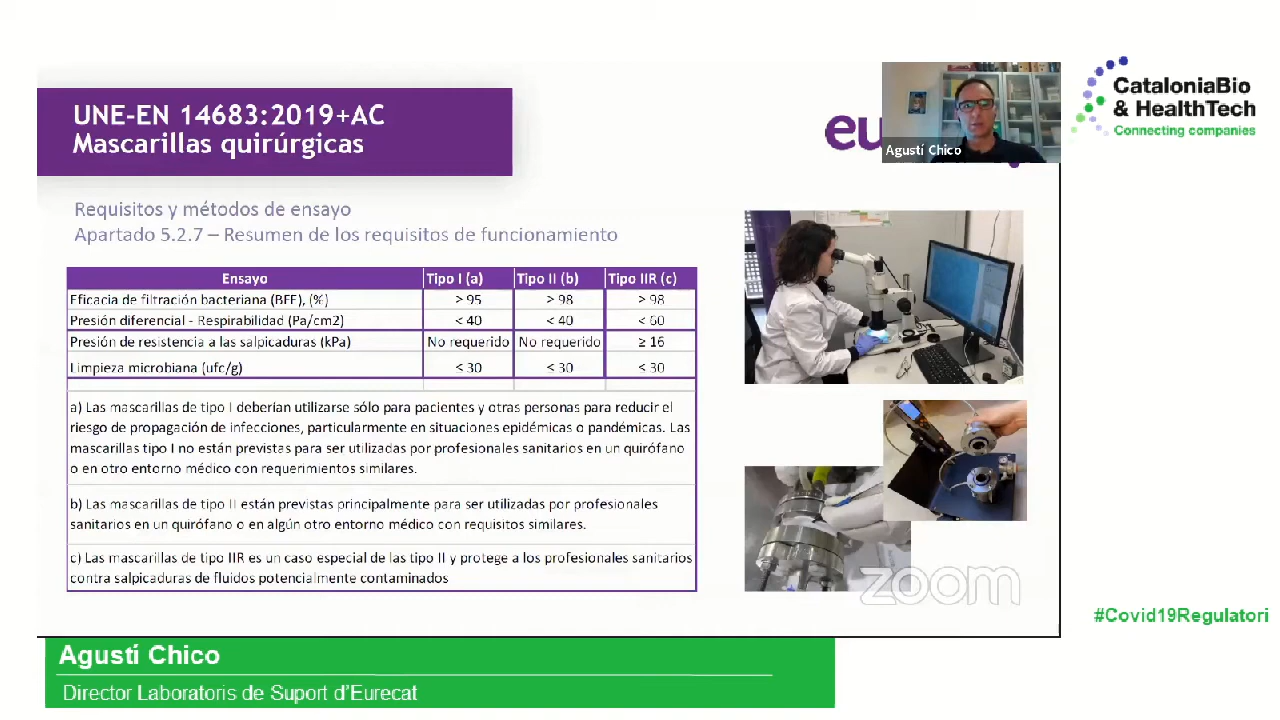 UNE-EN 14683:2019+AC
Mascarillas quirúrgicas
eu
Agustí Chico
CataloniaBio
& HealthTech
Connecting companies
Requisitos y métodos de ensayo
Apartado 5.2.7 – Resumen de los requisitos de funcionamiento
Ensayo Tipo I (a) Tipo II (b) Tipo IIR (c)
Eficacia de filtración bacteriana (BFE), (%) ≥ 95 ≥ 98 ≥ 98
Presión diferencial - Respirabilidad (Pa/cm2) < 40 < 40 < 60
Presión de resistencia a las salpicaduras (kPa) No requerido No requerido ≥ 16
Limpieza microbiana (ufc/g) ≤ 30 ≤ 30 ≤ 30
a) Las mascarillas de tipo I deberían utilizarse sólo para pacientes y otras personas para reducir el
riesgo de propagación de infecciones, particularmente en situaciones epidémicas o pandémicas. Las
mascarillas tipo I no están previstas para ser utilizadas por profesionales sanitarios en un quirófano
o en otro entorno médico con requerimientos similares.
b) Las mascarillas de tipo II están previstas principalmente para ser utilizadas por profesionales
sanitarios en un quirófano o en algún otro entorno médico con requisitos similares.
c) Las mascarillas de tipo IIR es un caso especial de las tipo II y protege a los profesionales sanitarios
contra salpicaduras de fluidos potencialmente contaminados
zoom
#Covid19Regulatori
Agustí Chico
Director Laboratoris de Suport d'Eurecat